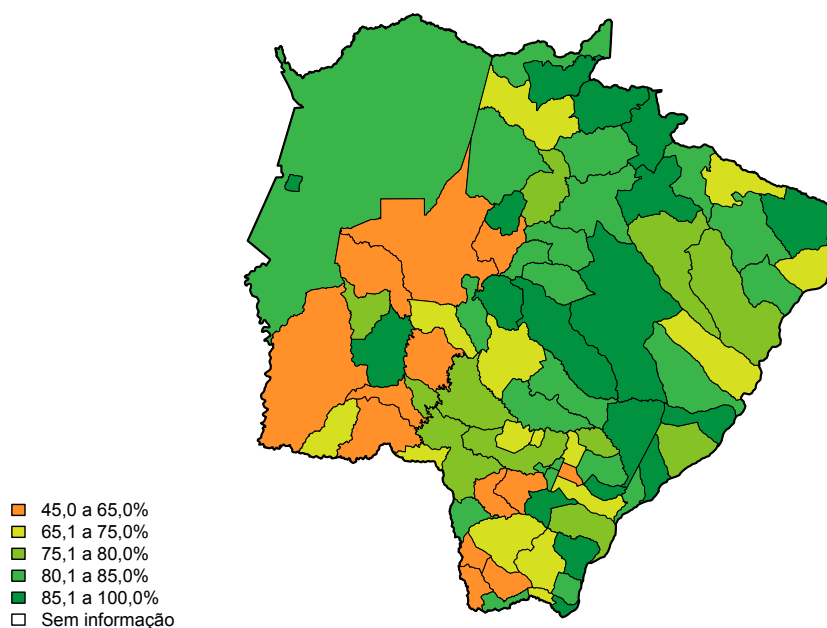 45,0 a 65,0%
65,1 a 75,0%
75,1 a 80,0%
80,1 a 85,0%
85,1 a 100,0%
Sem informação